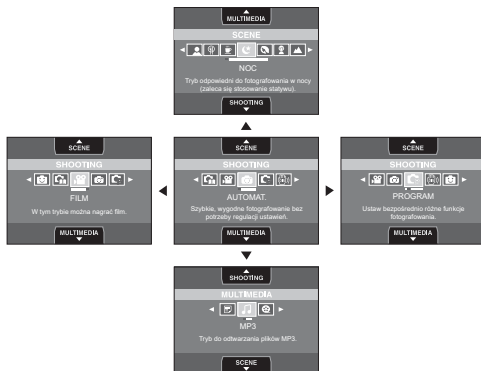 MULTIMEDIA
SCENE
NOC
Tryb odpowiedni do fotografowania w nocy
(zaleca się stosowanie statywu).
SHOOTING
SCENE
SHOOTING
FILM
W tym trybie można nagrać film.
MULTIMEDIA
SCENE
SHOOTING
AUTOMAT.
Szybkie, wygodne fotografowanie bez
potrzeby regulacji ustawień.
MULTIMEDIA
SCENE
SHOOTING
PROGRAM
Ustaw bezpośrednio różne funkcje
fotografowania.
MULTIMEDIA
SHOOTING
MULTIMEDIA
MP3
Tryb do odtwarzania plików MP3.
SCENE